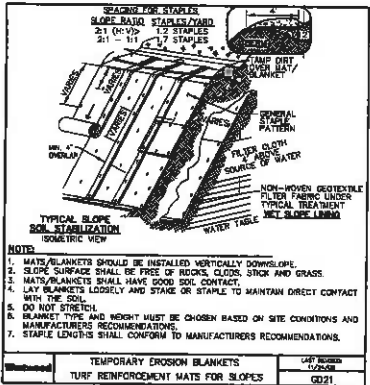 SPACING FOR STAPLES
SLOPE RATIO STAPLES/YARD
2:1 (H:V)> 1.2 STAPLES
2:1 - 1:1 1.7 STAPLES
4'
TAMP DIRT
OVER MAT/
BLANKET
VARIES
VARIES
VARIES
VARIES
GENERAL
STAPLE
PATTERN
MIN. 4"
OVERLAP
FILTER CLOTH
4' ABOVE
SOURCE OF WATER
NON-WOVEN GEOTEXTILE
FILTER FABRIC UNDER
TYPICAL TREATMENT
WET SLOPE LINING
WATER TABLE
TYPICAL SLOPE
SOIL STABILIZATION
ISOMETRIC VIEW
NOTE:
1. MATS/BLANKETS SHOULD BE INSTALLED VERTICALLY DOWNSLOPE.
2. SLOPE SURFACE SHALL BE FREE OF ROCKS, CLODS, STICK AND GRASS.
3. MATS/BLANKETS SHALL HAVE GOOD SOIL CONTACT.
4. LAY BLANKETS LOOSELY AND STAKE OR STAPLE TO MAINTAIN DIRECT CONTACT
WITH THE SOIL.
5. DO NOT STRETCH.
6. BLANKET TYPE AND WEIGHT MUST BE CHOSEN BASED ON SITE CONDITIONS AND
MANUFACTURERS RECOMMENDATIONS.
7. STAPLE LENGTHS SHALL CONFORM TO MANUFACTURERS RECOMMENDATIONS.
Westwood
TEMPORARY EROSION BLANKETS
TURF REINFORCEMENT MATS FOR SLOPES
LAST REVISION
GD21